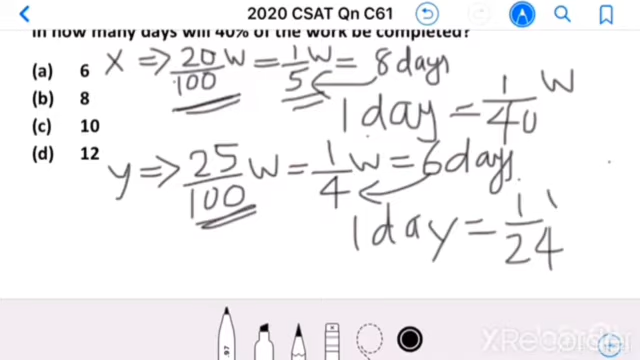 2020 CSAT Qn C61
In how many days will 40% of the work be completed?
(a) 6
(b) 8
(c) 10
(d) 12
X => 20/100 W = 1/5 W = 8 days
1 day = 1/40 W
y => 25/100 W = 1/4 W = 6 days.
1 day = 1/24
.97
XRecorder